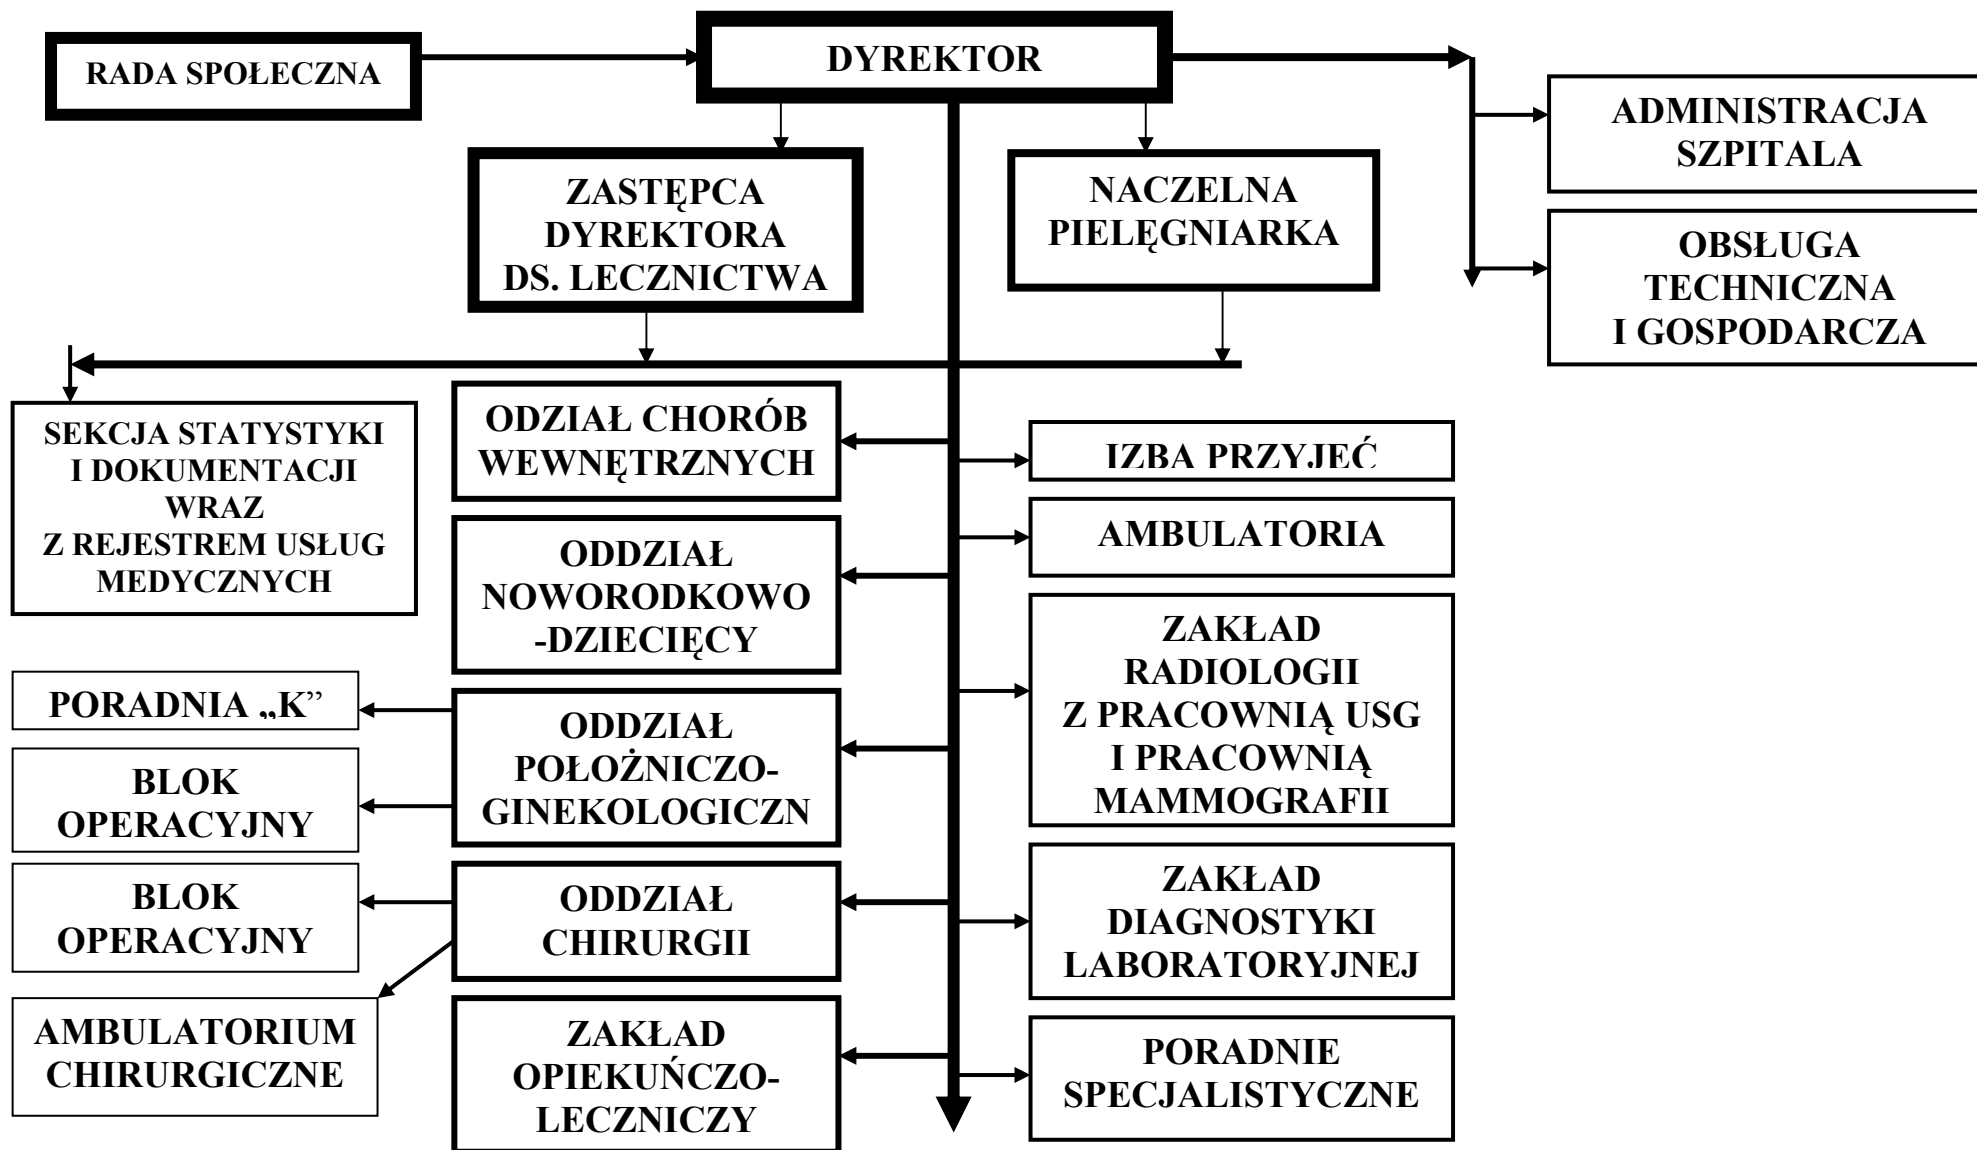 RADA SPOŁECZNA
DYREKTOR
ADMINISTRACJA
SZPITALA
ZASTĘPCA
DYREKTORA
DS. LECZNICTWA
NACZELNA
PIELĘGNIARKA
OBSŁUGA
TECHNICZNA
I GOSPODARCZA
SEKCJA STATYSTYKI
I DOKUMENTACJI
WRAZ
Z REJESTREM USŁUG
MEDYCZNYCH
ODZIAŁ CHORÓB
WEWNĘTRZNYCH
IZBA PRZYJEĆ
ODDZIAŁ
NOWORODKOWO
-DZIECIĘCY
AMBULATORIA
ZAKŁAD
RADIOLOGII
Z PRACOWNIĄ USG
I PRACOWNIĄ
MAMMOGRAFII
PORADNIA „K”
ODDZIAŁ
POŁOŻNICZO-
GINEKOLOGICZN
BLOK
OPERACYJNY
BLOK
OPERACYJNY
ODDZIAŁ
CHIRURGII
ZAKŁAD
DIAGNOSTYKI
LABORATORYJNEJ
AMBULATORIUM
CHIRURGICZNE
ZAKŁAD
OPIEKUŃCZO-
LECZNICZY
PORADNIE
SPECJALISTYCZNE